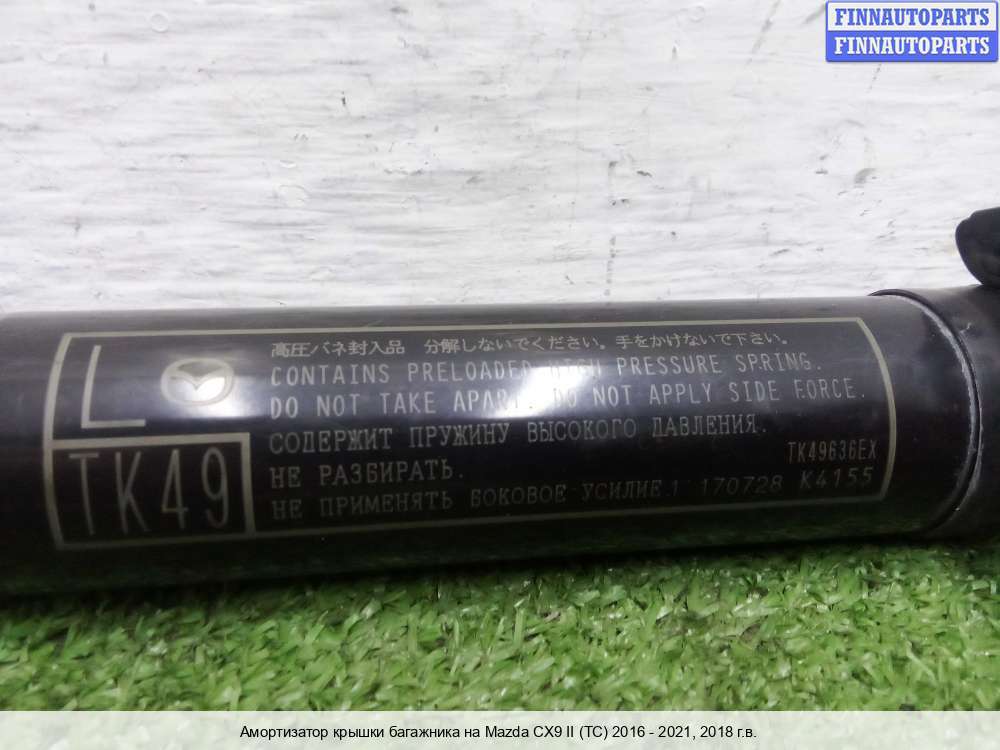 FINNAUTOPARTS
FINNAUTOPARTS
L
TK49
高圧バネ封入品 分解しないでください。手をかけないで下さい。
CONTAINS PRELOADED HIGH PRESSURE SPRING.
DO NOT TAKE APART. DO NOT APPLY SIDE FORCE.
СОДЕРЖИТ ПРУЖИНУ ВЫСОКОГО ДАВЛЕНИЯ.
НЕ РАЗБИРАТЬ.
TK49636EX
НЕ ПРИМЕНЯТЬ БОКОВОЕ УСИЛИЕ.1 170728 K4155
Амортизатор крышки багажника на Mazda CX9 II (TC) 2016 - 2021, 2018 г.в.